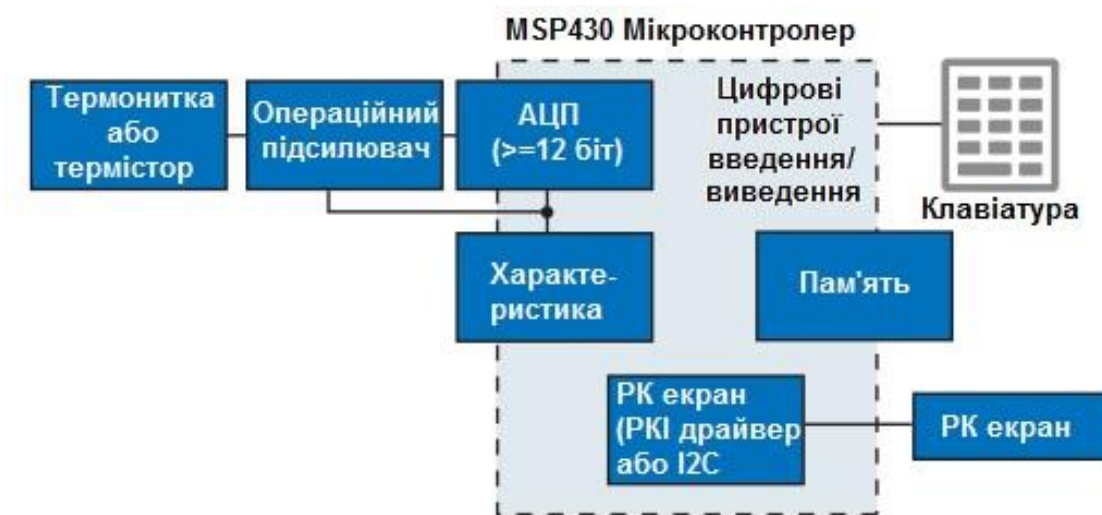 MSP430 Мікроконтролер
Термонитка
або
термістор
Операційний
підсилювач
АЦП
(>=12 біт)
Цифрові
пристрої
введення/
виведення
Клавіатура
Характе-
ристика
Пам'ять
РК екран
(РКІ драйвер
або I2C
РК екран